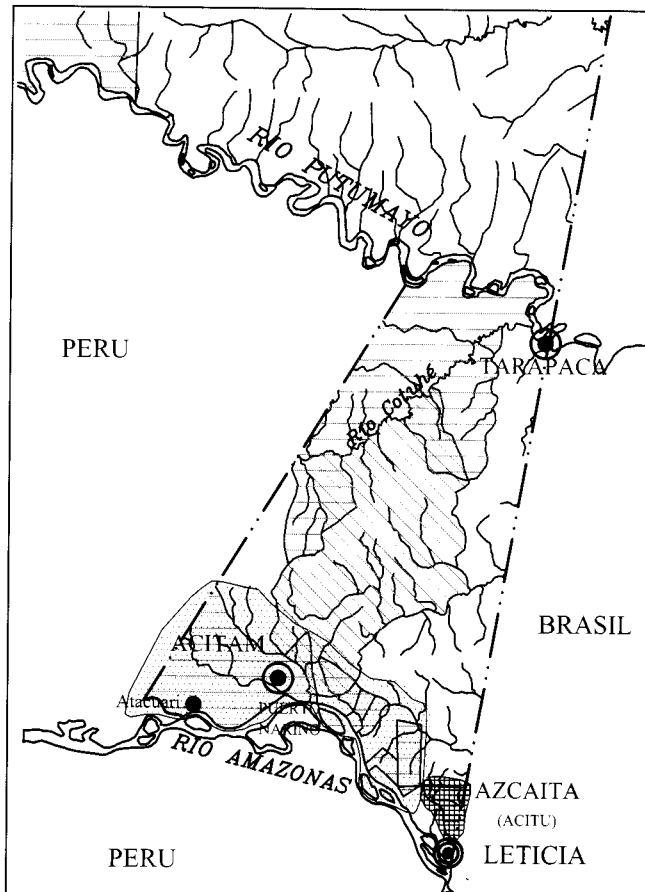 RIO PUTUMAYO
PERU
TARAPACA
Rio Cotuhé
BRASIL
ACITAM
Atacuari
PUERTO
NARIÑO
RIO AMAZONAS
AZCAITA
(ACITU)
LETICIA
PERU